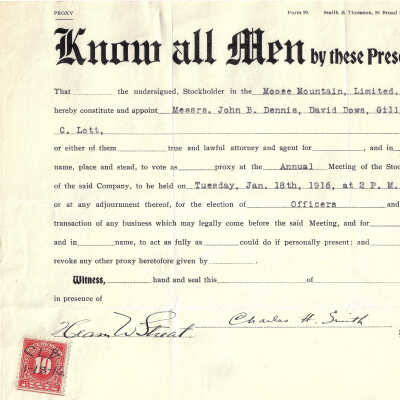 PROXY Form 99. Smith & Thomson, 56 Broad
Know all Men by these Prese
That the undersigned, Stockholder in the Moose Mountain, Limited,
hereby constitute and appoint Messrs. John B. Dennis, David Dows, Gill
C. Lott,
or either of them true and lawful attorney and agent for , and in
name, place and stead, to vote as proxy at the Annual Meeting of the Stoc
of the said Company, to be held on Tuesday, Jan. 18th, 1916, at 2 P. M.
or at any adjournment thereof, for the election of Officers and
transaction of any business which may legally come before the said Meeting, and for
and in name, to act as fully as could do if personally present; and
revoke any other proxy heretofore given by .
Witness, hand and seal this of
in presence of
Charles H. Smith
10